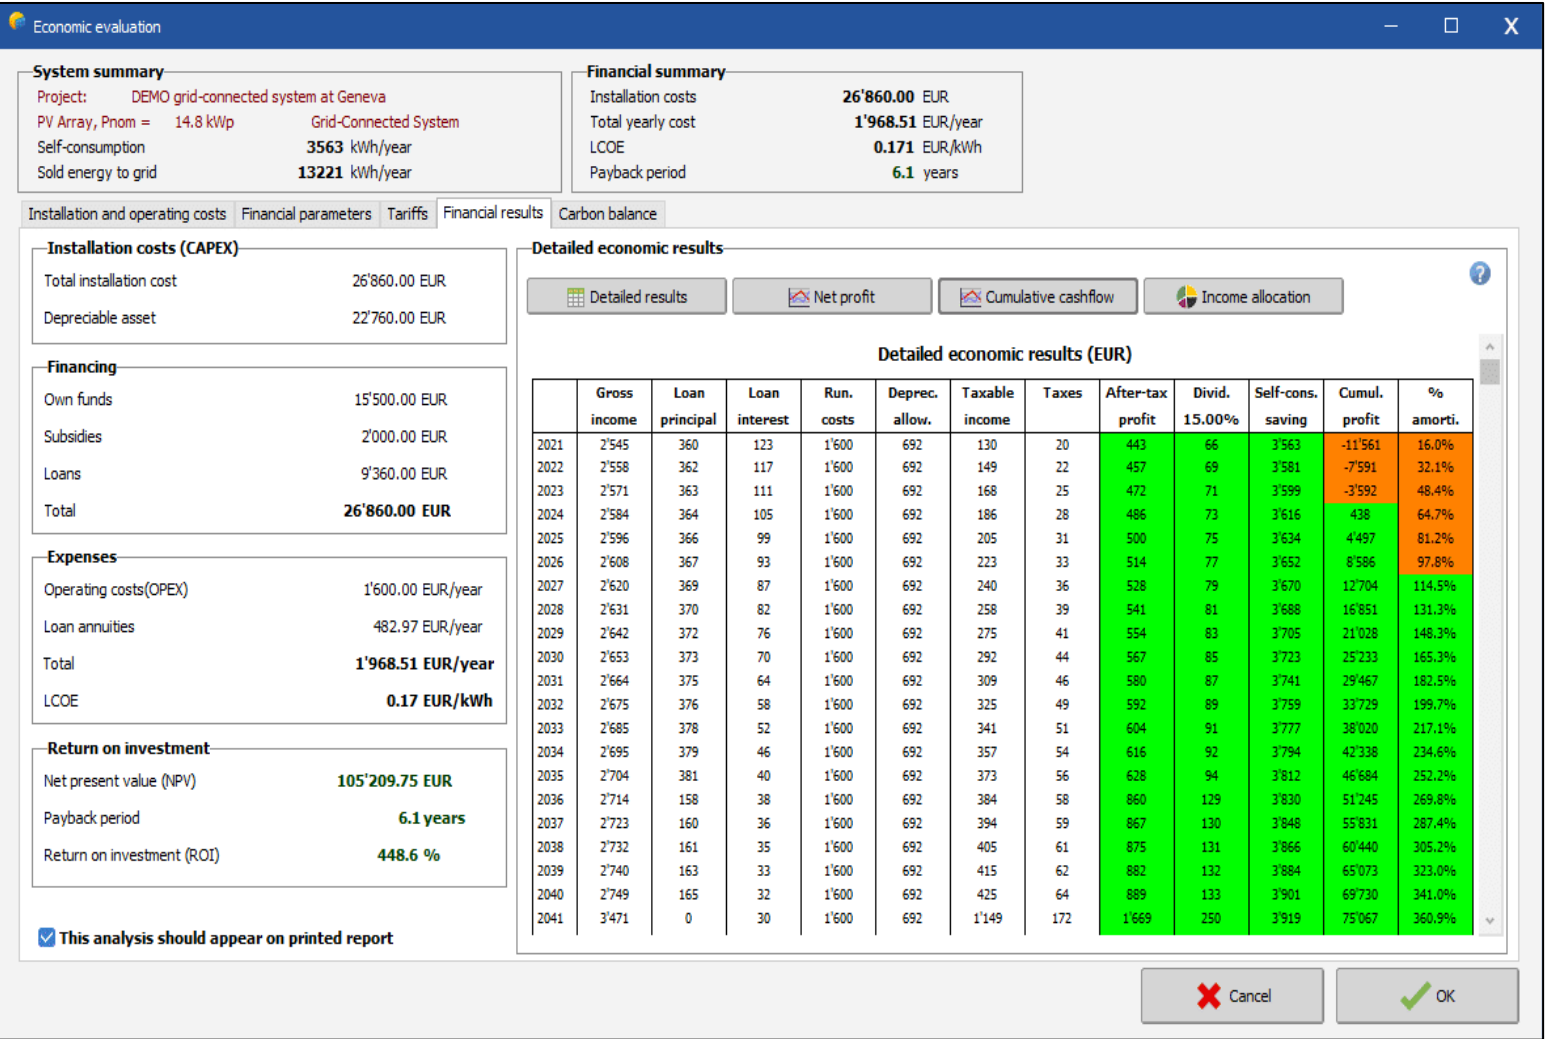 Economic evaluation
System summary
Project: DEMO grid-connected system at Geneva
PV Array, Pnom = 14.8 kWp Grid-Connected System
Self-consumption 3563 kWh/year
Sold energy to grid 13221 kWh/year
Financial summary
Installation costs 26'860.00 EUR
Total yearly cost 1'968.51 EUR/year
LCOE 0.171 EUR/kWh
Payback period 6.1 years
Installation and operating costs Financial parameters Tariffs Financial results Carbon balance
Installation costs (CAPEX)
Total installation cost 26'860.00 EUR
Depreciable asset 22'760.00 EUR
Financing
Own funds 15'500.00 EUR
Subsidies 2'000.00 EUR
Loans 9'360.00 EUR
Total 26'860.00 EUR
Expenses
Operating costs(OPEX) 1'600.00 EUR/year
Loan annuities 482.97 EUR/year
Total 1'968.51 EUR/year
LCOE 0.17 EUR/kWh
Return on investment
Net present value (NPV) 105'209.75 EUR
Payback period 6.1 years
Return on investment (ROI) 448.6 %
This analysis should appear on printed report
Detailed economic results
Detailed results Net profit Cumulative cashflow Income allocation
Detailed economic results (EUR)
Gross Loan Loan Run. Deprec. Taxable Taxes After-tax Divid. Self-cons. Cumul. %
income principal interest costs allow. income profit 15.00% saving profit amorti.
2021 2'545 360 123 1'600 692 130 20 443 66 3'563 -11'561 16.0%
2022 2'558 362 117 1'600 692 149 22 457 69 3'581 -7'591 32.1%
2023 2'571 363 111 1'600 692 168 25 472 71 3'599 -3'592 48.4%
2024 2'584 364 105 1'600 692 186 28 486 73 3'616 438 64.7%
2025 2'596 366 99 1'600 692 205 31 500 75 3'634 4'497 81.2%
2026 2'608 367 93 1'600 692 223 33 514 77 3'652 8'586 97.8%
2027 2'620 369 87 1'600 692 240 36 528 79 3'670 12'704 114.5%
2028 2'631 370 82 1'600 692 258 39 541 81 3'688 16'851 131.3%
2029 2'642 372 76 1'600 692 275 41 554 83 3'705 21'028 148.3%
2030 2'653 373 70 1'600 692 292 44 567 85 3'723 25'233 165.3%
2031 2'664 375 64 1'600 692 309 46 580 87 3'741 29'467 182.5%
2032 2'675 376 58 1'600 692 325 49 592 89 3'759 33'729 199.7%
2033 2'685 378 52 1'600 692 341 51 604 91 3'777 38'020 217.1%
2034 2'695 379 46 1'600 692 357 54 616 92 3'794 42'338 234.6%
2035 2'704 381 40 1'600 692 373 56 628 94 3'812 46'684 252.2%
2036 2'714 158 38 1'600 692 384 58 860 129 3'830 51'245 269.8%
2037 2'723 160 36 1'600 692 394 59 867 130 3'848 55'831 287.4%
2038 2'732 161 35 1'600 692 405 61 875 131 3'866 60'440 305.2%
2039 2'740 163 33 1'600 692 415 62 882 132 3'884 65'073 323.0%
2040 2'749 165 32 1'600 692 425 64 889 133 3'901 69'730 341.0%
2041 3'471 0 30 1'600 692 1'149 172 1'669 250 3'919 75'067 360.9%
Cancel OK